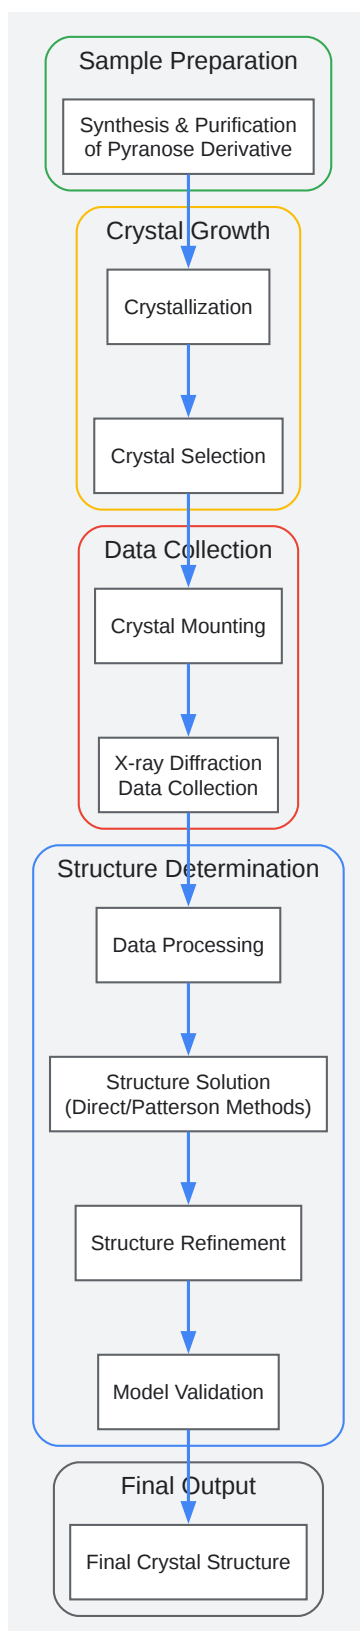 Sample Preparation
Synthesis & Purification
of Pyranose Derivative
Crystal Growth
Crystallization
Crystal Selection
Data Collection
Crystal Mounting
X-ray Diffraction
Data Collection
Structure Determination
Data Processing
Structure Solution
(Direct/Patterson Methods)
Structure Refinement
Model Validation
Final Output
Final Crystal Structure